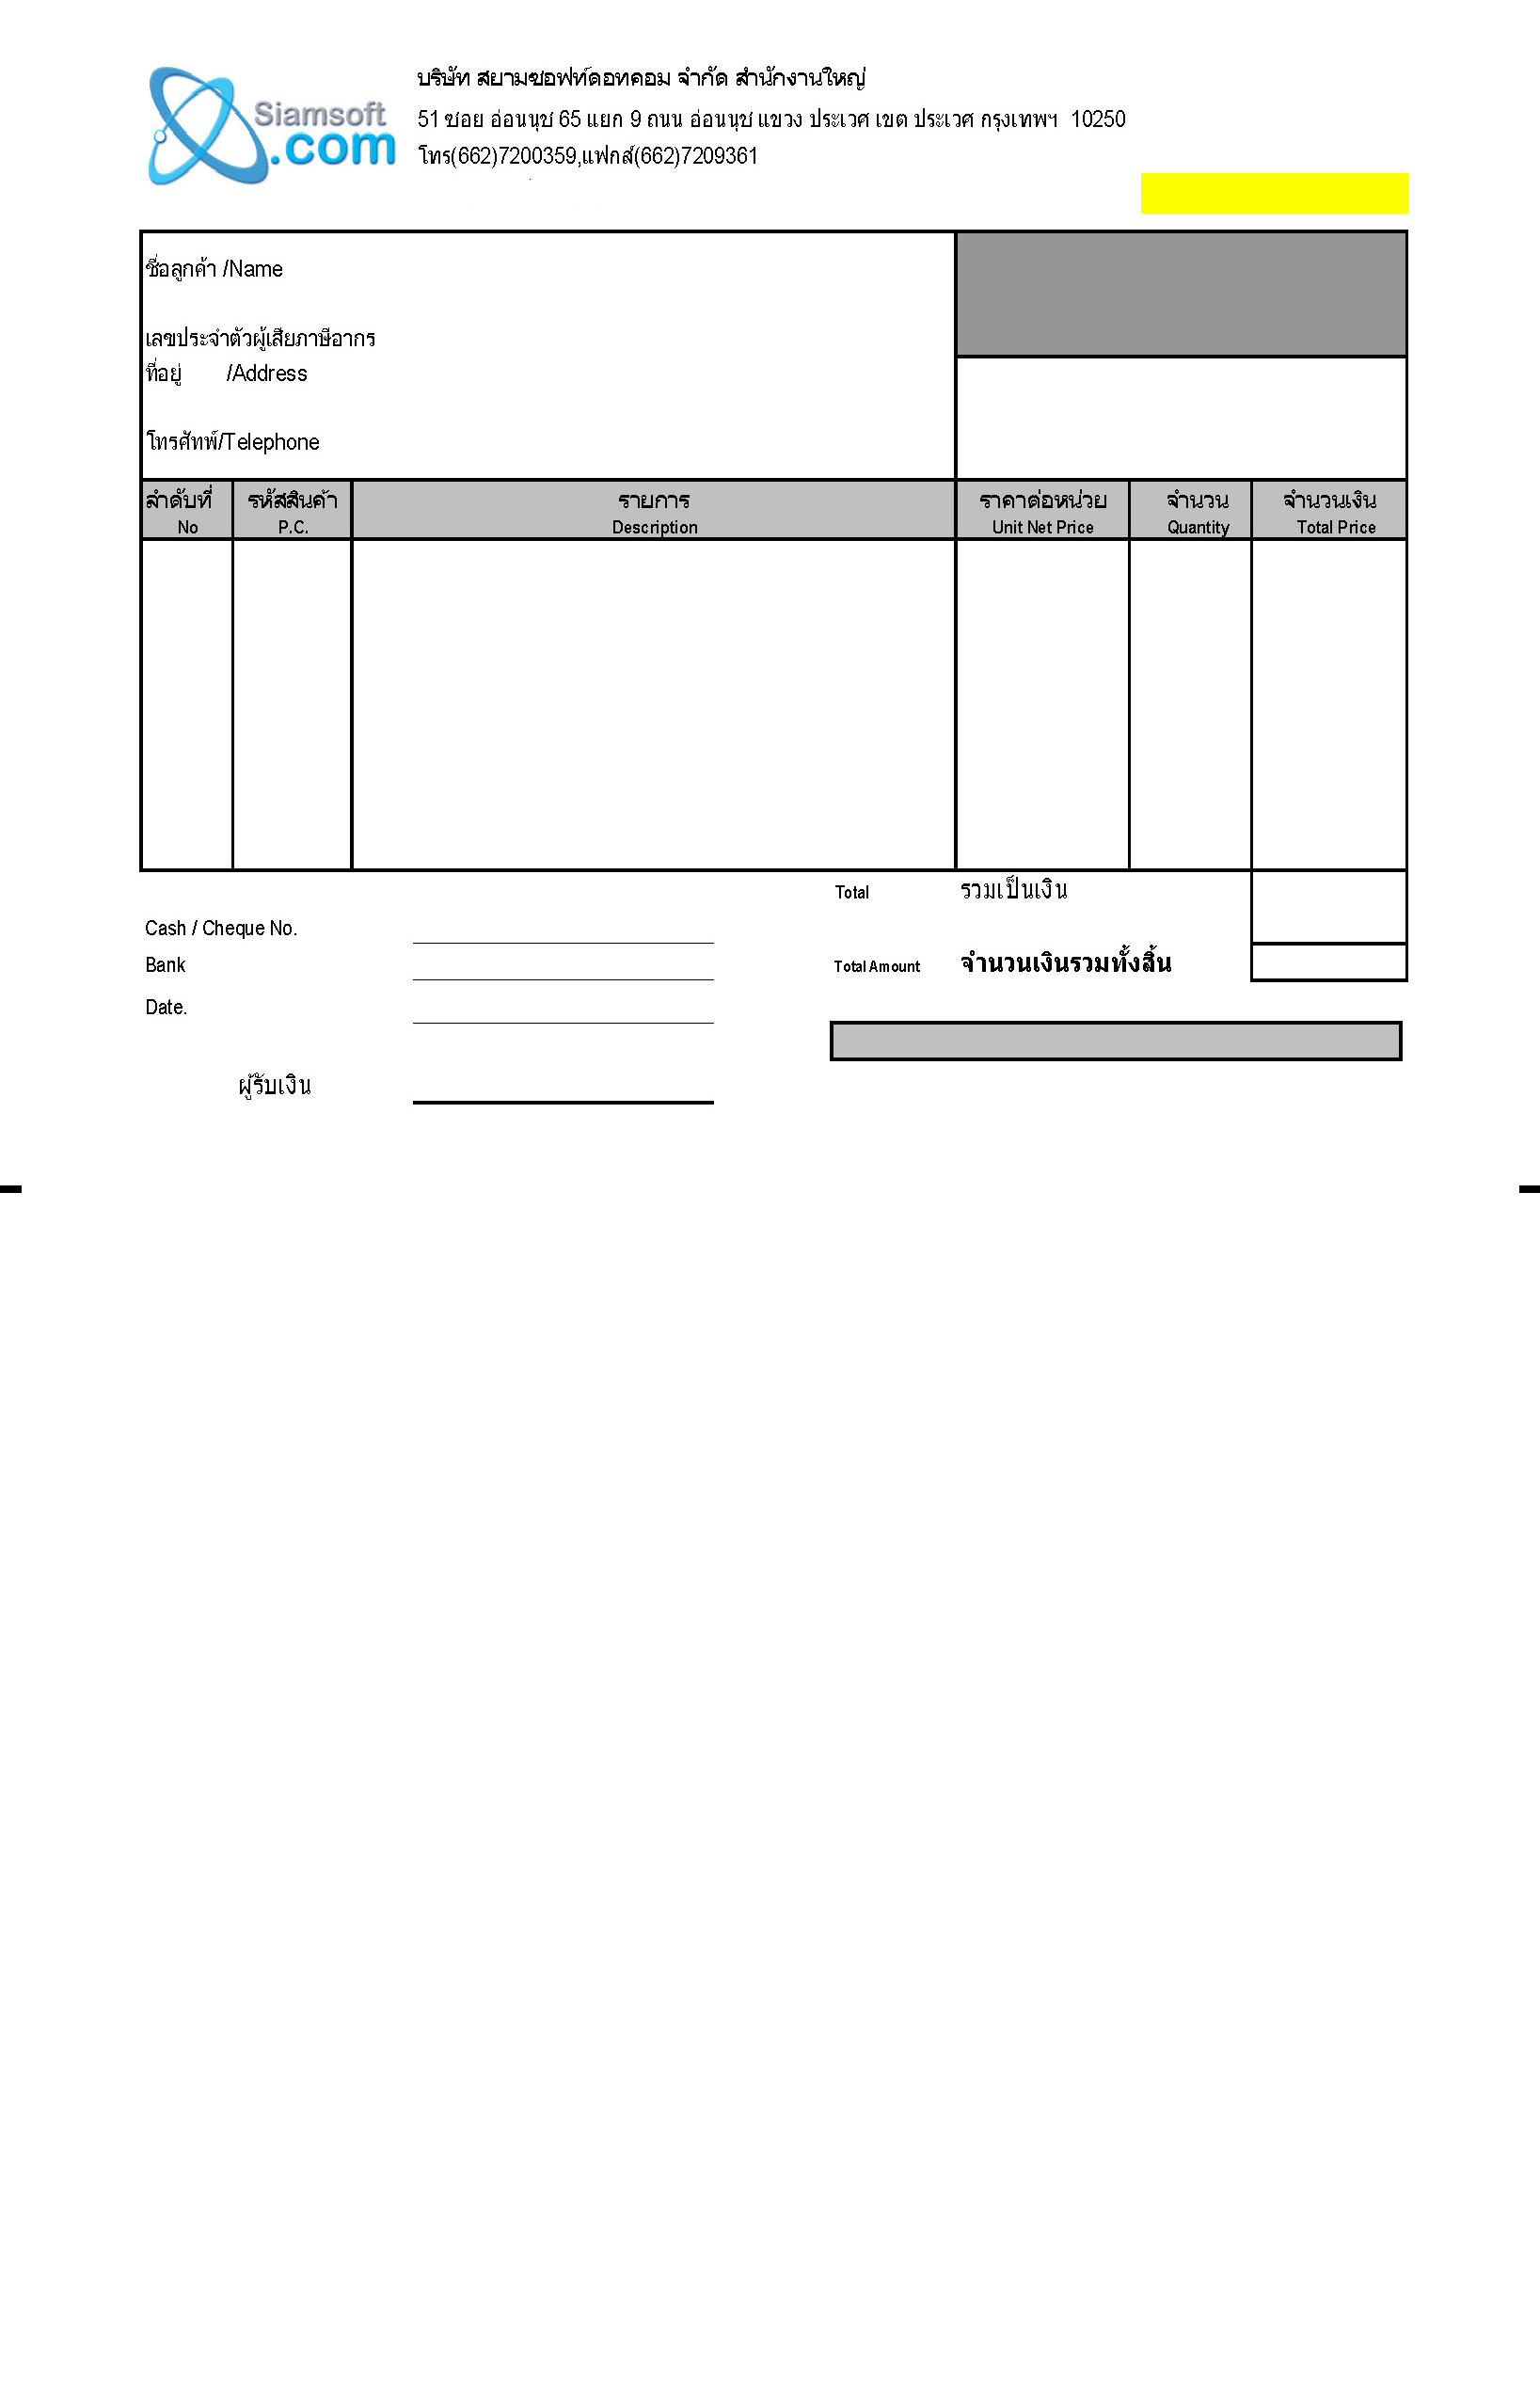 Siamsoft
.com
บริษัท สยามซอฟท์ดอทคอม จำกัด สำนักงานใหญ่
51 ซอย อ่อนนุช 65 แยก 9 ถนน อ่อนนุช แขวง ประเวศ เขต ประเวศ กรุงเทพฯ 10250
โทร(662)7200359,แฟกส์(662)7209361
ชื่อลูกค้า /Name
เลขประจำตัวผู้เสียภาษีอากร
ที่อยู่ /Address
โทรศัทพ์/Telephone
ลำดับที่ รหัสสินค้า รายการ ราคาต่อหน่วย จำนวน จำนวนเงิน
No P.C. Description Unit Net Price Quantity Total Price
Total รวมเป็นเงิน
Cash / Cheque No.
Bank Total Amount จำนวนเงินรวมทั้งสิ้น
Date.
ผู้รับเงิน